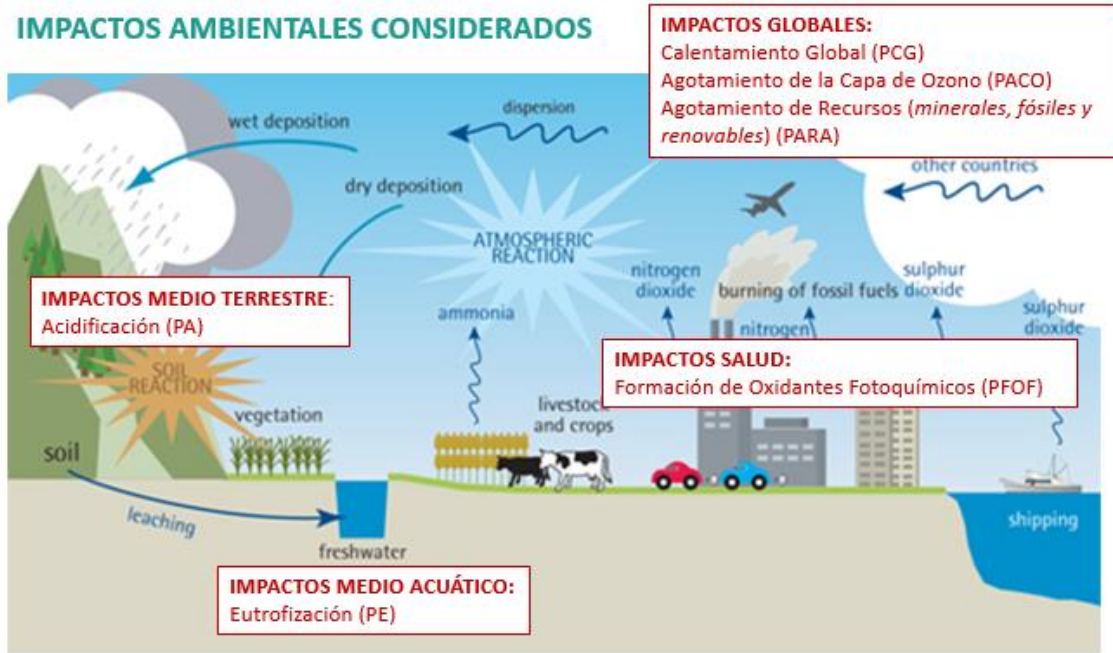 IMPACTOS AMBIENTALES CONSIDERADOS
IMPACTOS GLOBALES:
Calentamiento Global (PCG)
Agotamiento de la Capa de Ozono (PACO)
Agotamiento de Recursos (minerales, fósiles y
renovables) (PARA)
wet deposition
dispersion
other countries
dry deposition
ATMOSPHERIC
REACTION
nitrogen
dioxide
burning of fossil fuels
sulphur
dioxide
sulphur
dioxide
ammonia
nitrogen
IMPACTOS MEDIO TERRESTRE:
Acidificación (PA)
IMPACTOS SALUD:
Formación de Oxidantes Fotoquímicos (PFOF)
SOIL
REACTION
vegetation
livestock
and crops
soil
leaching
freshwater
shipping
IMPACTOS MEDIO ACUÁTICO:
Eutrofización (PE)